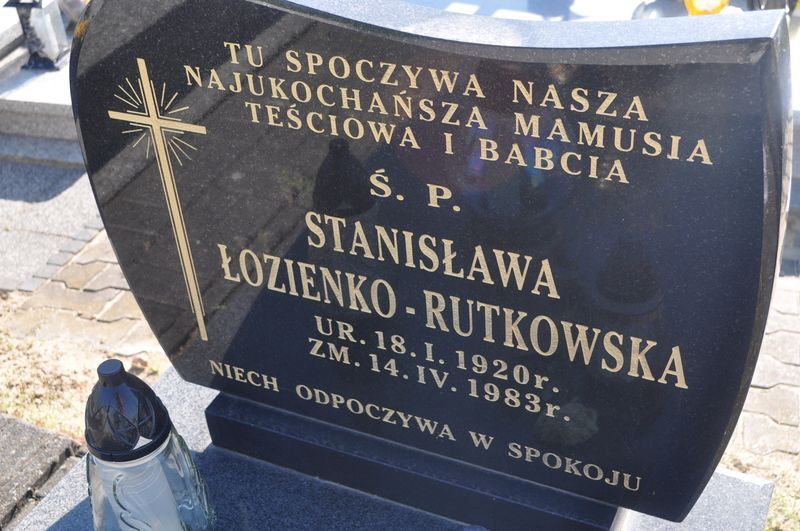 TU SPOCZYWA NASZA
NAJUKOCHAŃSZA MAMUSIA
TEŚCIOWA I BABCIA
Ś. P.
STANISŁAWA
ŁOZIENKO-RUTKOWSKA
UR. 18. I. 1920r.
ZM. 14. IV. 1983r.
NIECH ODPOCZYWA W SPOKOJU